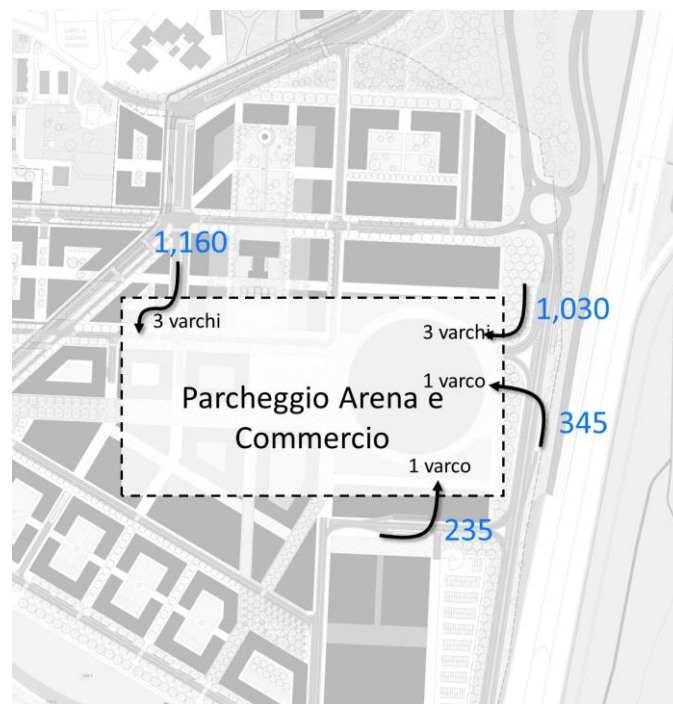 1,160
3 varchi
1,030
3 varchi
1 varco
345
Parcheggio Arena e
Commercio
1 varco
235